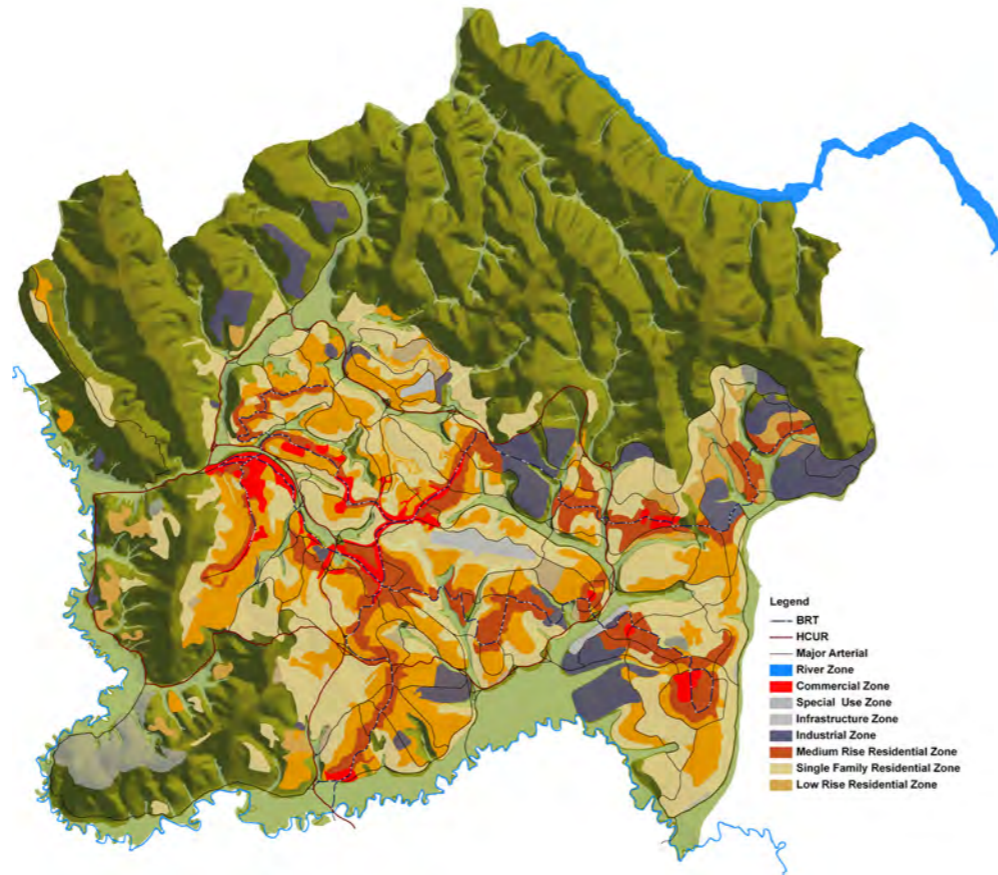 Legend
BRT
HCUR
Major Arterial
River Zone
Commercial Zone
Special Use Zone
Infrastructure Zone
Industrial Zone
Medium Rise Residential Zone
Single Family Residential Zone
Low Rise Residential Zone